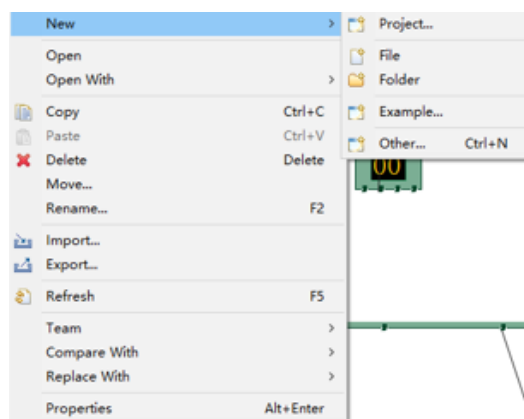 New
Open
Open With
Copy Ctrl+C
Paste Ctrl+V
Delete Delete
Move...
Rename... F2
Import...
Export...
Refresh F5
Team
Compare With
Replace With
Properties Alt+Enter
Project...
File
Folder
Example...
Other... Ctrl+N
00